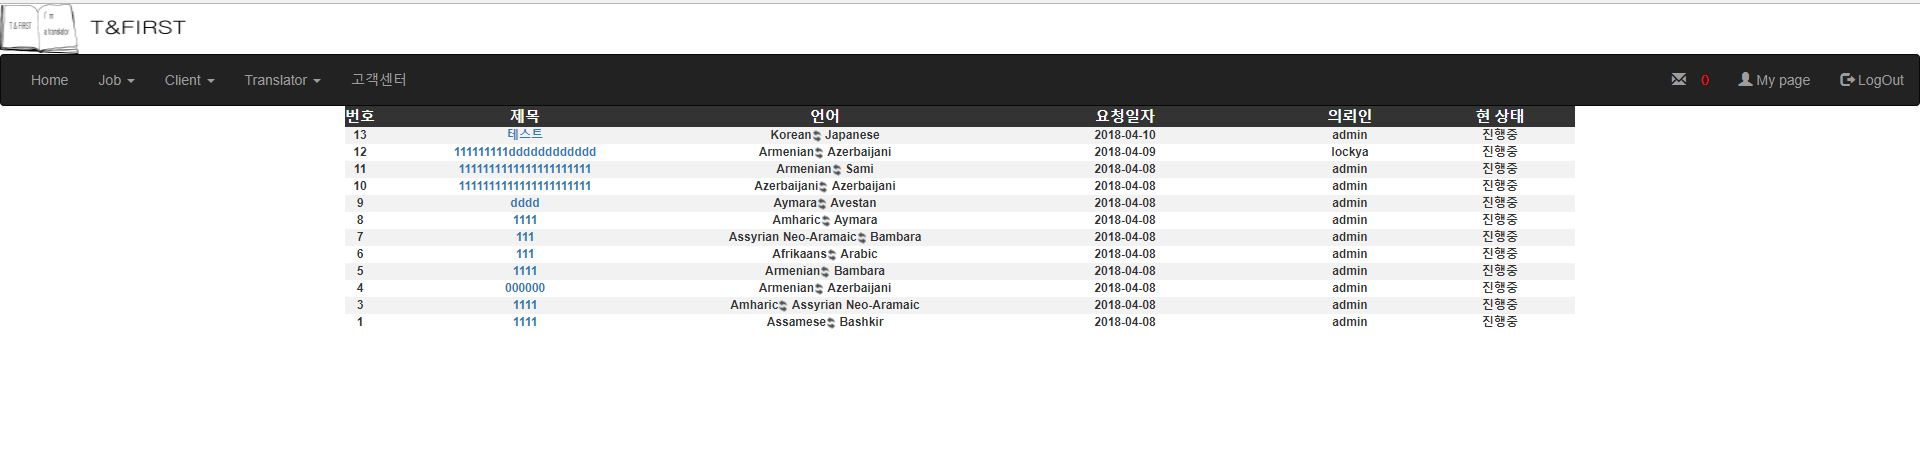 T & FIRST
I' m
a translator
T&FIRST
Home Job Client Translator 고객센터 0 My page LogOut
번호 제목 언어 요청일자 의뢰인 현 상태
13 테스트 Korean Japanese 2018-04-10 admin 진행중
12 111111111dddddddddddd Armenian Azerbaijani 2018-04-09 lockya 진행중
11 Armenian Sami 2018-04-08 admin 진행중
10 Azerbaijani Azerbaijani 2018-04-08 admin 진행중
9 dddd Aymara Avestan 2018-04-08 admin 진행중
8 1111 Amharic Aymara 2018-04-08 admin 진행중
7 111 Assyrian Neo-Aramaic Bambara 2018-04-08 admin 진행중
6 111 Afrikaans Arabic 2018-04-08 admin 진행중
5 1111 Armenian Bambara 2018-04-08 admin 진행중
4 000000 Armenian Azerbaijani 2018-04-08 admin 진행중
3 1111 Amharic Assyrian Neo-Aramaic 2018-04-08 admin 진행중
1 1111 Assamese Bashkir 2018-04-08 admin 진행중